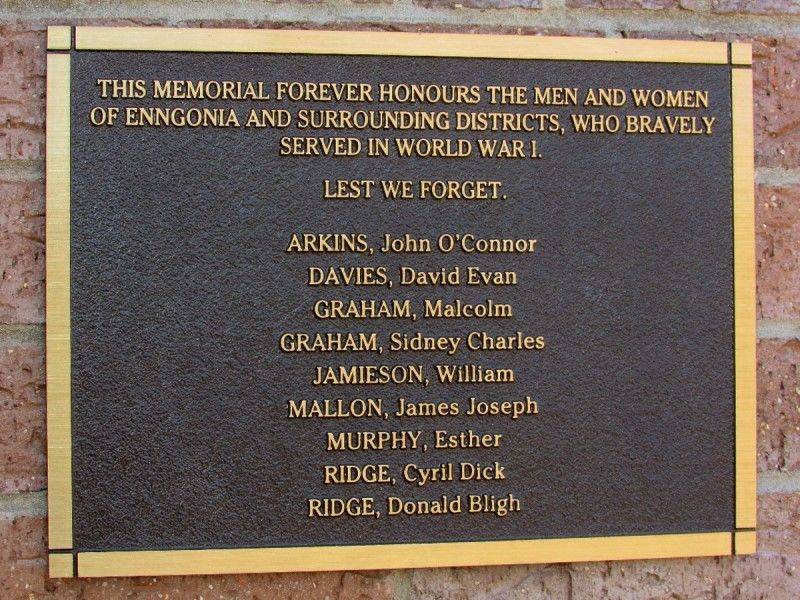 THIS MEMORIAL FOREVER HONOURS THE MEN AND WOMEN
OF ENNGONIA AND SURROUNDING DISTRICTS, WHO BRAVELY
SERVED IN WORLD WAR I.
LEST WE FORGET.
ARKINS, John O'Connor
DAVIES, David Evan
GRAHAM, Malcolm
GRAHAM, Sidney Charles
JAMIESON, William
MALLON, James Joseph
MURPHY, Esther
RIDGE, Cyril Dick
RIDGE, Donald Bligh